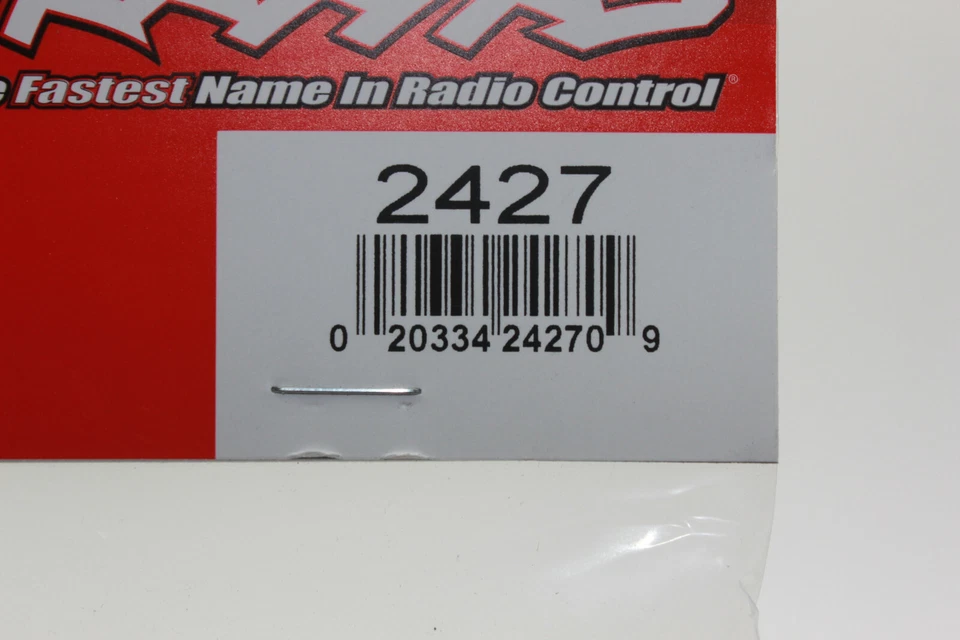 Fastest Name In Radio Control®
2427
0 20334 24270 9